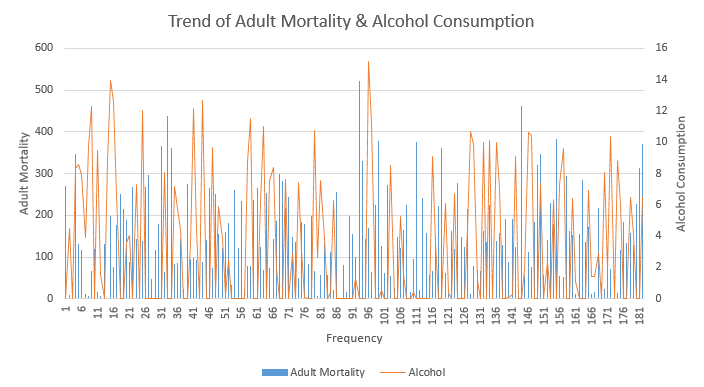 Trend of Adult Mortality & Alcohol Consumption
600 16
500 14
400 12
300 10
200 8
100 6
0 4
2
0
Adult Mortality
Alcohol Consumption
1 6 11 16 21 26 31 36 41 46 51 56 61 66 71 76 81 86 91 96 101 106 111 116 121 126 131 136 141 146 151 156 161 166 171 176 181
Frequency
Adult Mortality Alcohol